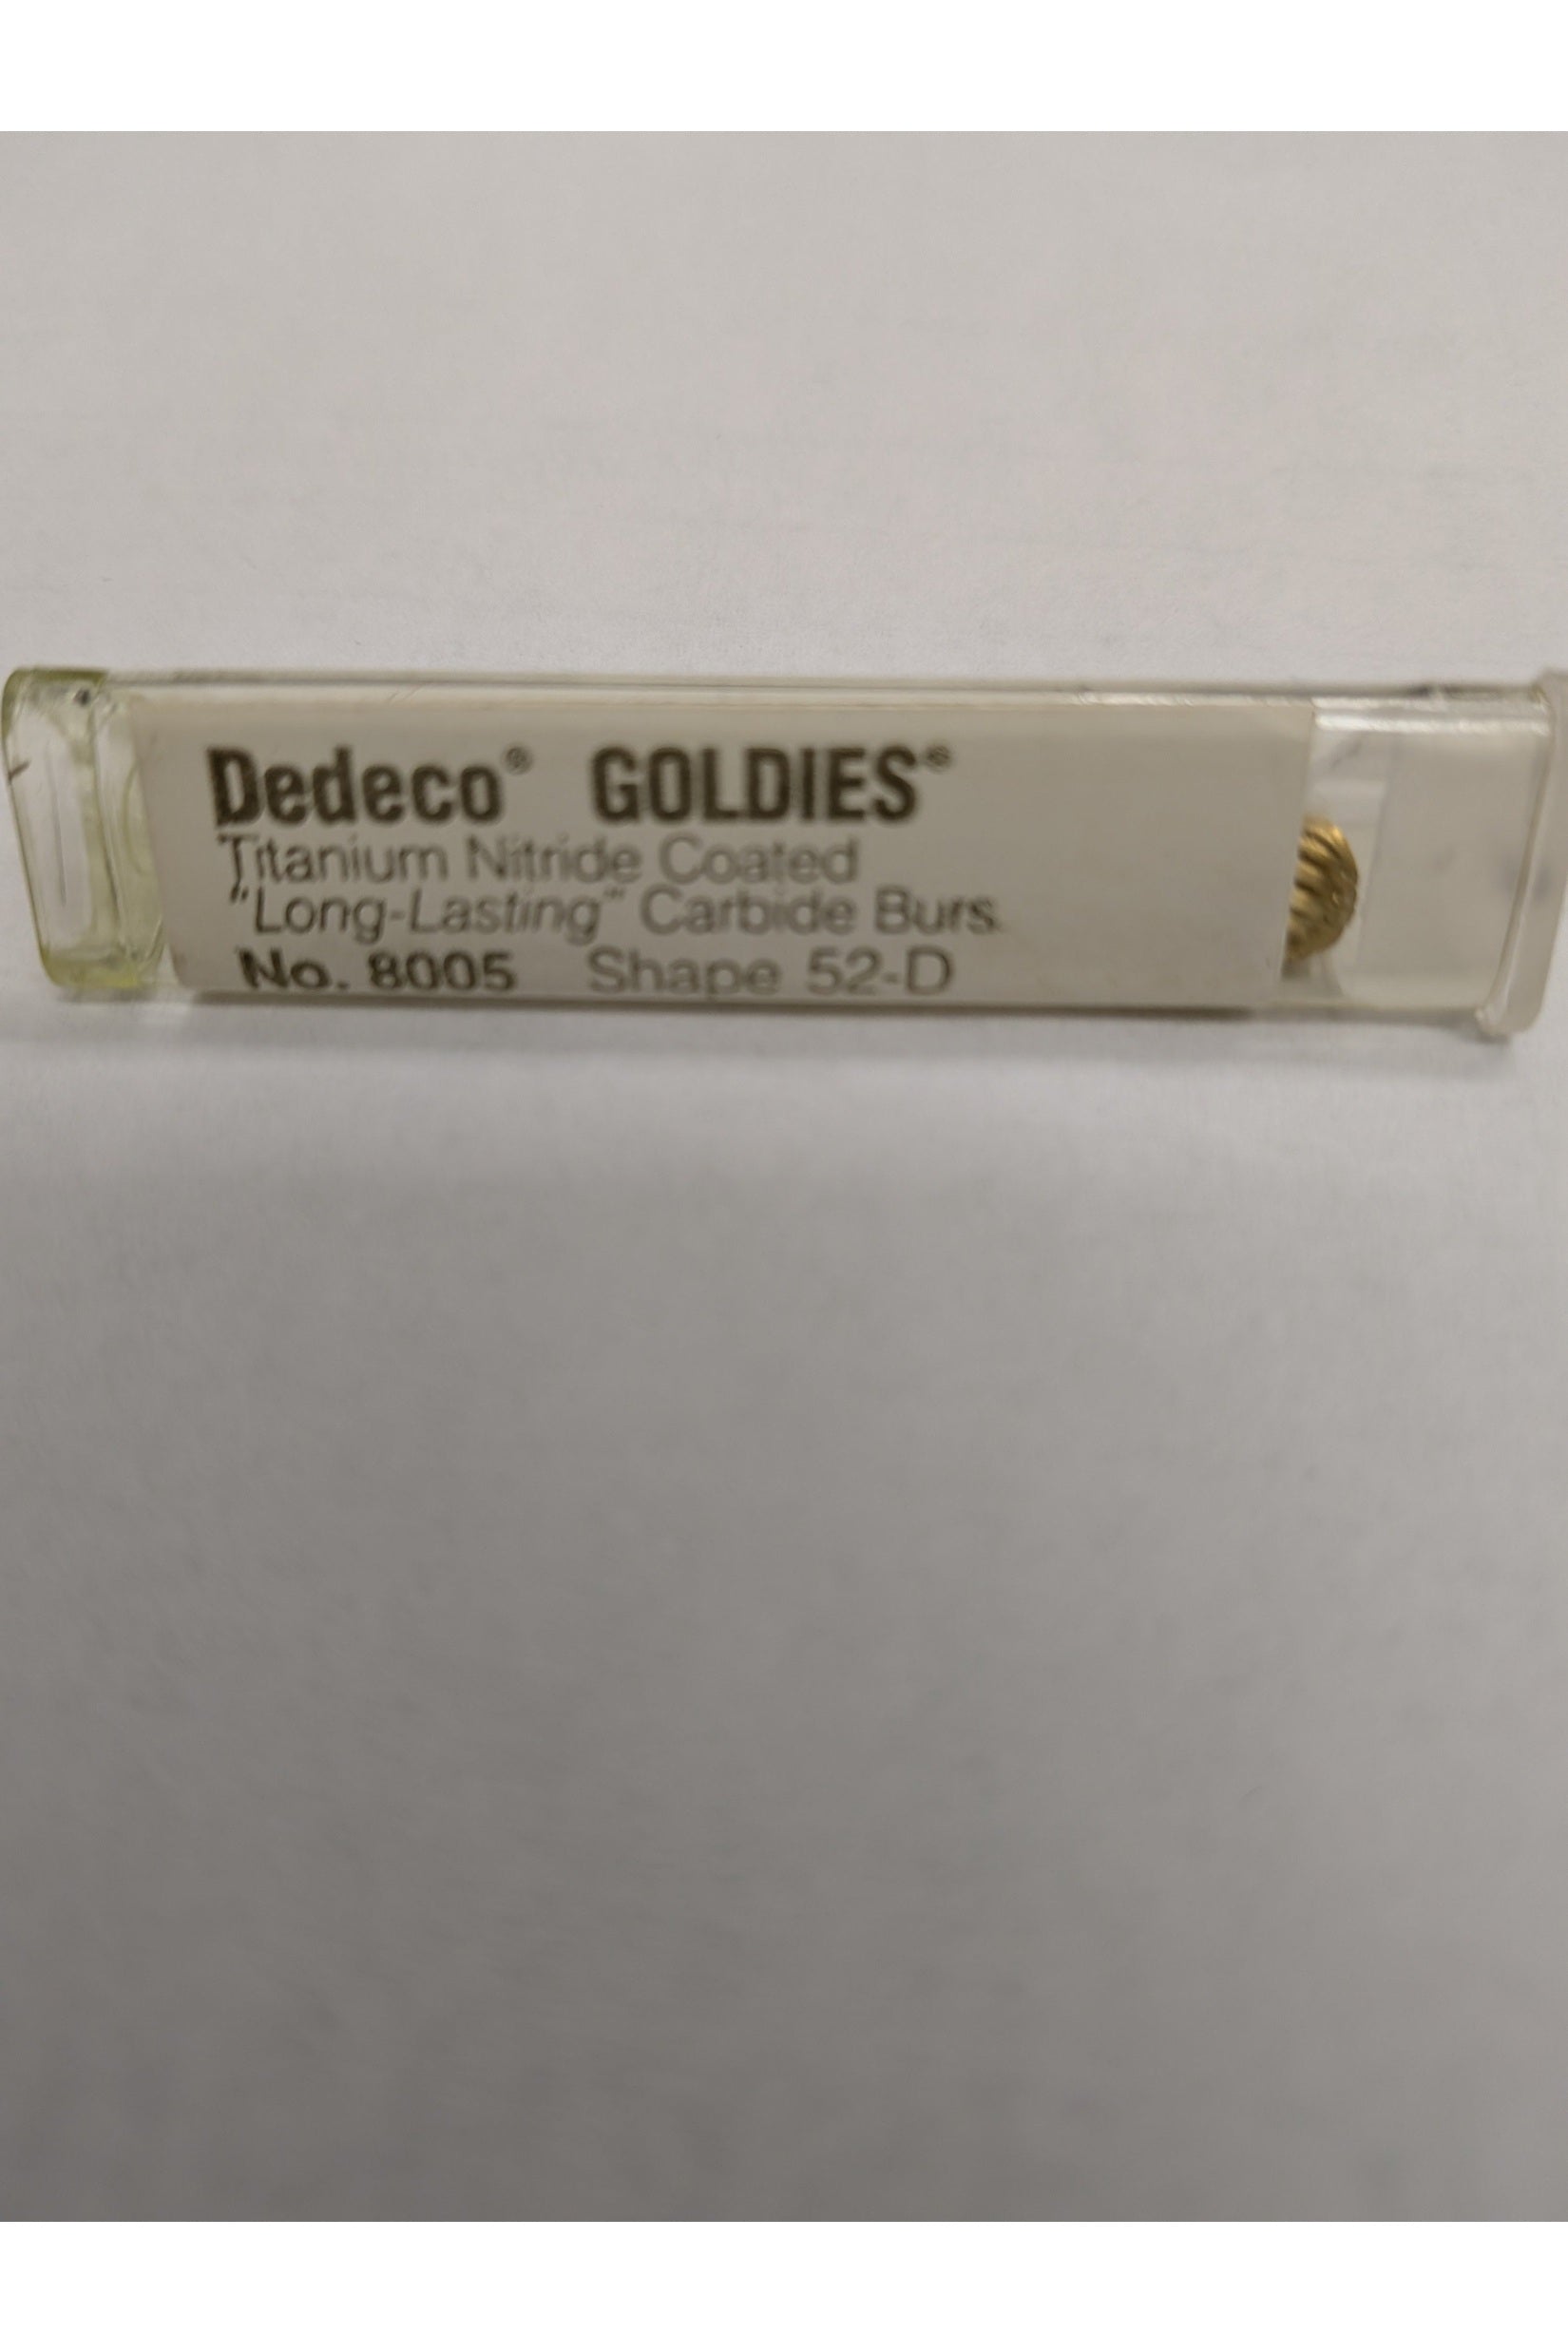 Dedeco® GOLDIES®
Titanium Nitride Coated
"Long-Lasting" Carbide Burs.
No. 8005 Shape 52-D